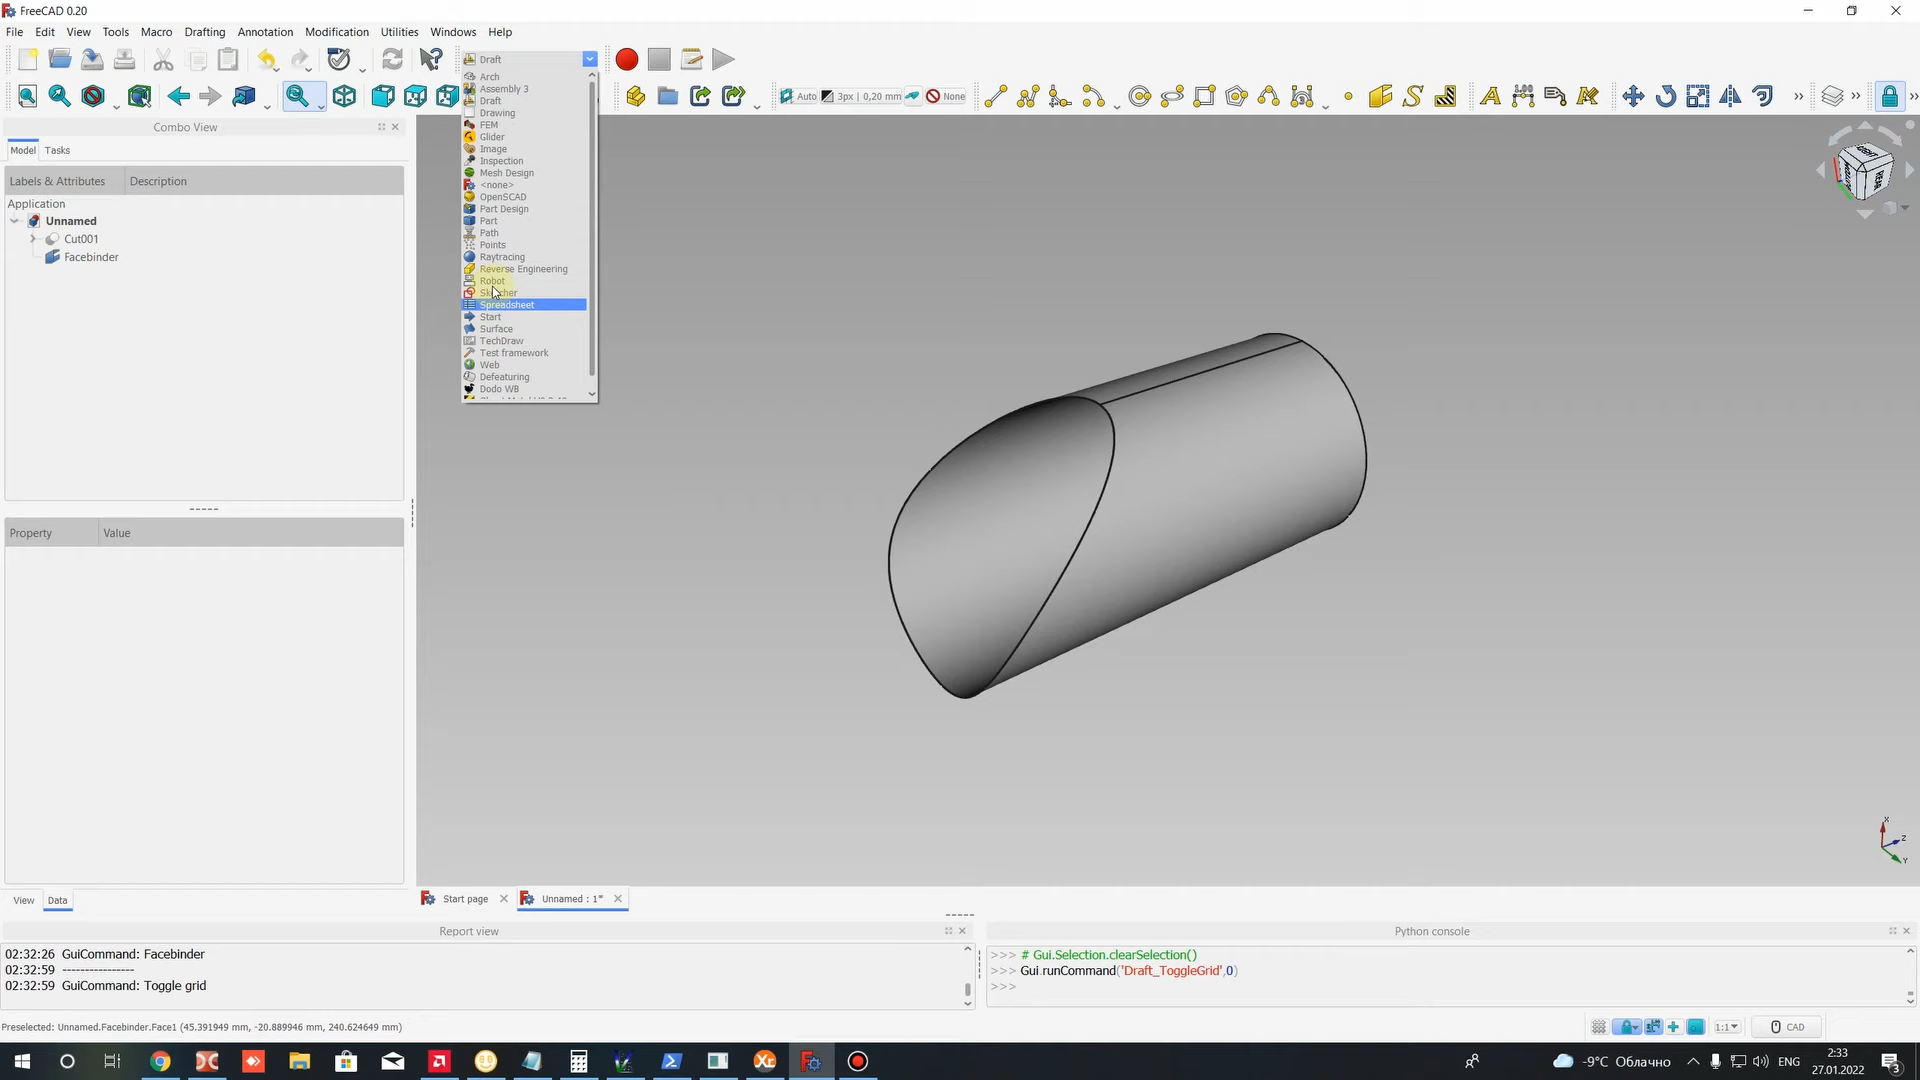 FreeCAD 0.20
File Edit View Tools Macro Drafting Annotation Modification Utilities Windows Help
Draft
Auto 3px | 0,20 mm None
Combo View
Model Tasks
Labels & Attributes Description
Application
Unnamed
Cut001
Facebinder
Arch
Assembly 3
Draft
Drawing
FEM
Glider
Image
Inspection
Mesh Design
<none>
OpenSCAD
Part Design
Part
Path
Points
Raytracing
Reverse Engineering
Robot
Sketcher
Spreadsheet
Start
Surface
TechDraw
Test framework
Web
Defeaturing
Dodo WB
REAR
X
Z
Y
Property Value
View Data
Start page Unnamed : 1*
Report view
02:32:26 GuiCommand: Facebinder
02:32:59 ----------------
02:32:59 GuiCommand: Toggle grid
Python console
>>> # Gui.Selection.clearSelection()
>>> Gui.runCommand('Draft_ToggleGrid',0)
>>>
Preselected: Unnamed.Facebinder.Face1 (45.391949 mm, -20.889946 mm, 240.624649 mm)
1:1 CAD
-9°C Облачно ENG 2:33
27.01.2022 3